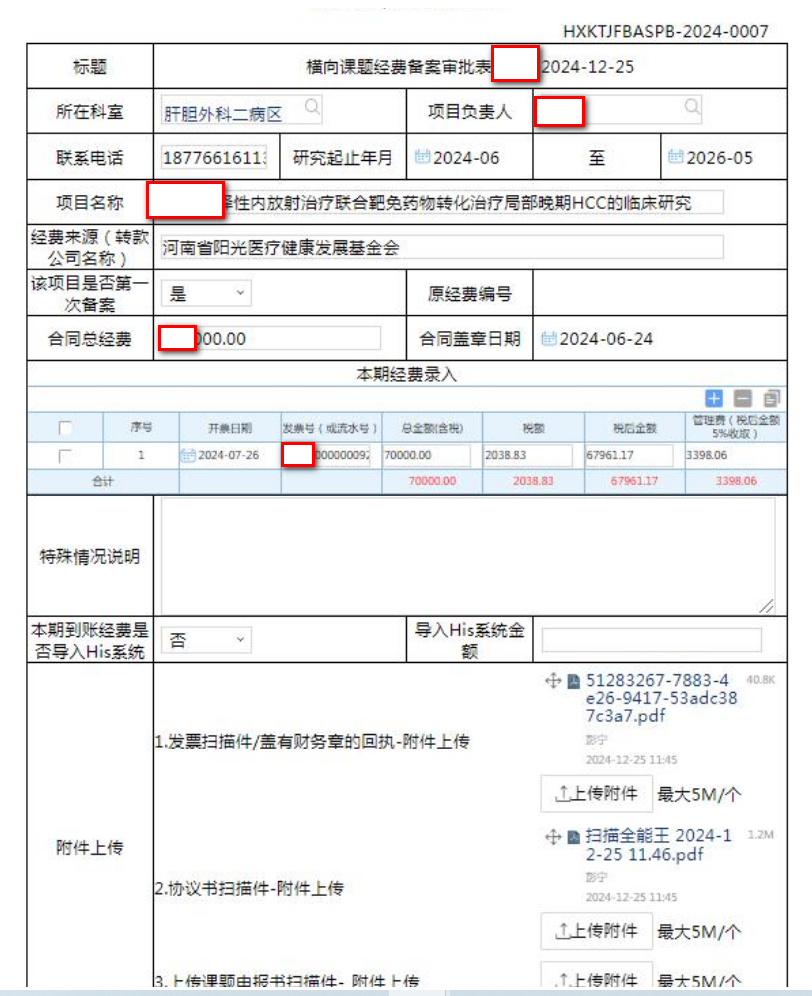 HXKTJFBASPB-2024-0007
标题 横向课题经费备案审批表 2024-12-25
所在科室 肝胆外科二病区 项目负责人
联系电话 1877661611 研究起止年月 2024-06 至 2026-05
项目名称 择性内放射治疗联合靶免药物转化治疗局部晚期HCC的临床研究
经费来源（转款公司名称） 河南省阳光医疗健康发展基金会
该项目是否第一次备案 是 原经费编号
合同总经费 000.00 合同盖章日期 2024-06-24
本期经费录入
序号 开票日期 发票号（或流水号） 总金额(含税) 税额 税后金额 管理费（税后金额5%收取）
1 2024-07-26 000000092 70000.00 2038.83 67961.17 3398.06
合计 70000.00 2038.83 67961.17 3398.06
特殊情况说明
本期到账经费是否导入His系统 否 导入His系统金额
附件上传
1.发票扫描件/盖有财务章的回执-附件上传
51283267-7883-4e26-9417-53adc387c3a7.pdf 40.8K
彭宁
2024-12-25 11:45
上传附件 最大5M/个
2.协议书扫描件-附件上传
扫描全能王 2024-12-25 11.46.pdf 1.2M
彭宁
2024-12-25 11:45
上传附件 最大5M/个
3.上传课题申报书扫描件- 附件上传
上传附件 最大5M/个